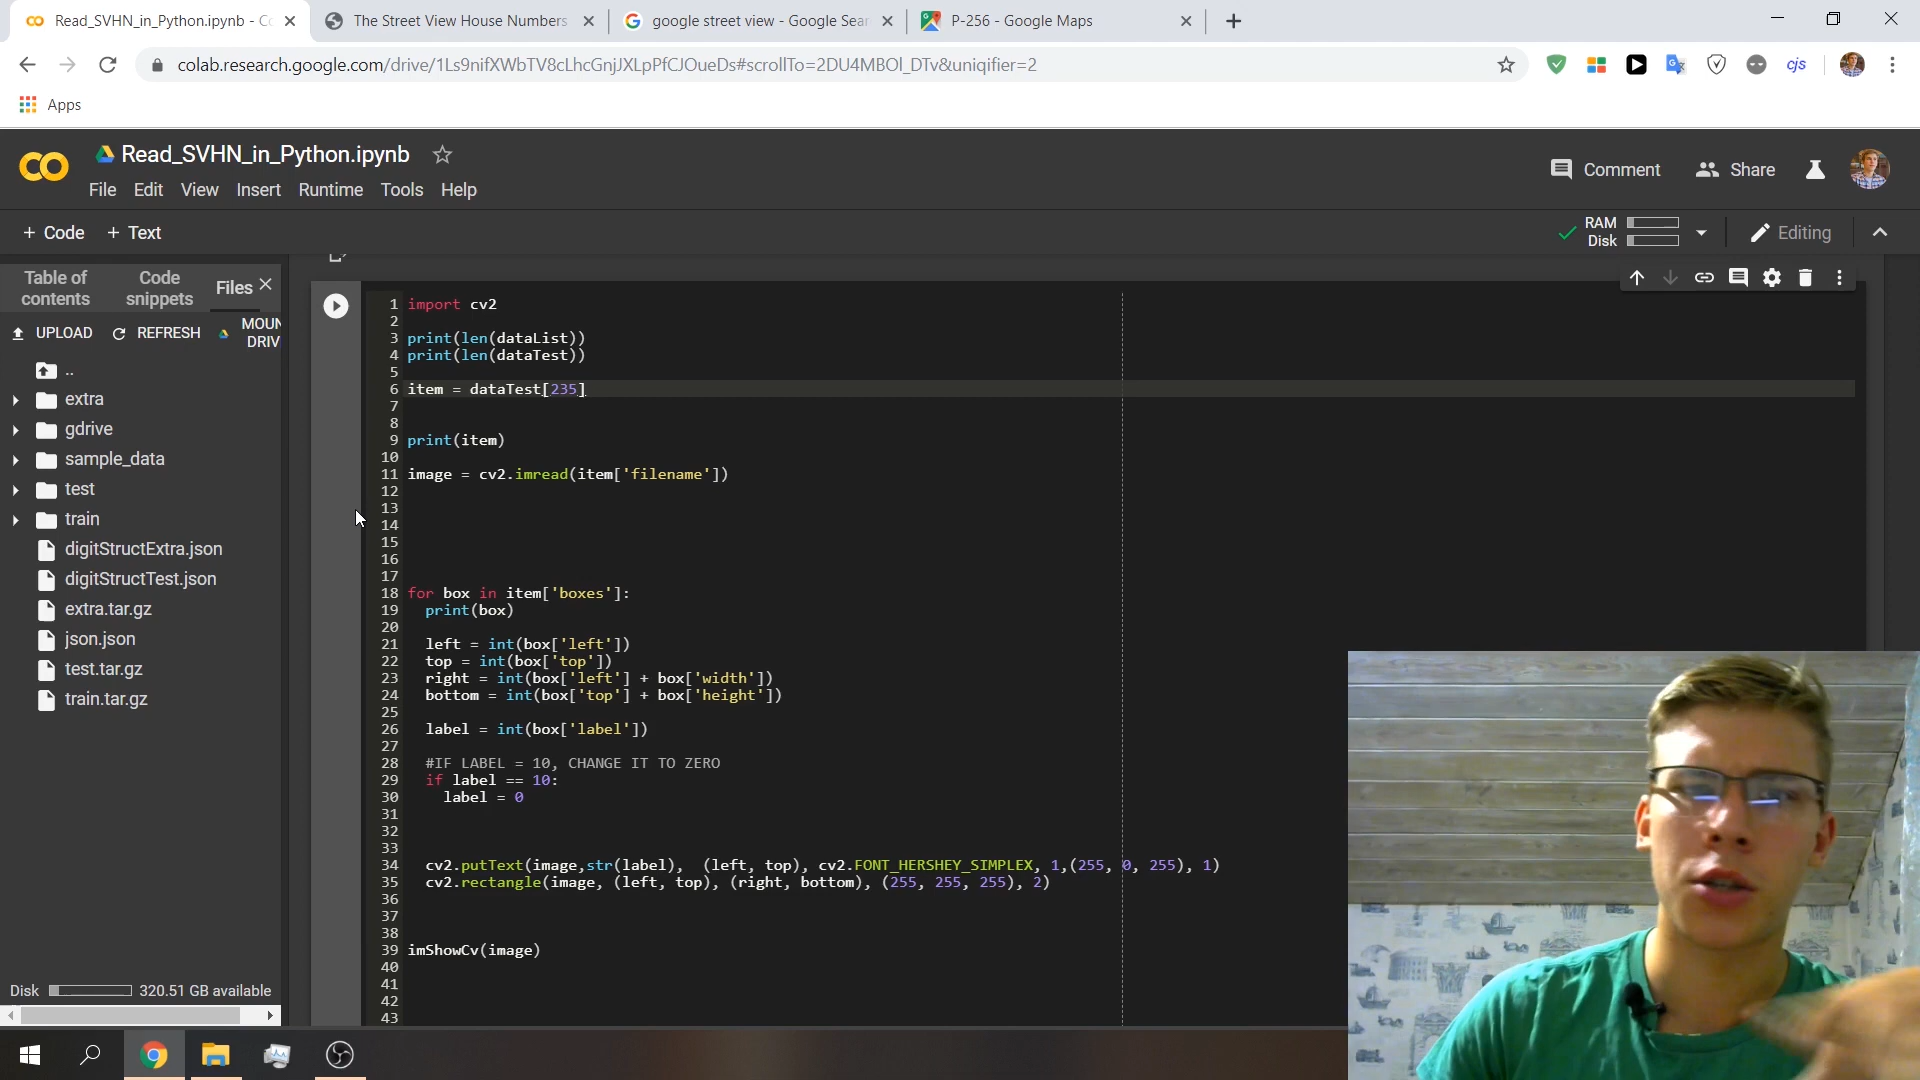 Read_SVHN_in_Python.ipynb - Co
The Street View House Numbers
google street view - Google Sear
P-256 - Google Maps
colab.research.google.com/drive/1Ls9nifXWbTV8cLhcGnjJXLpPfCJOueDs#scrollTo=2DU4MBOl_DTv&uniqifier=2
cjs
Apps
Read_SVHN_in_Python.ipynb
File Edit View Insert Runtime Tools Help
Comment
Share
+ Code + Text
RAM
Disk
Editing
Table of contents
Code snippets
Files
UPLOAD
REFRESH
MOUN
DRIV
..
extra
gdrive
sample_data
test
train
digitStructExtra.json
digitStructTest.json
extra.tar.gz
json.json
test.tar.gz
train.tar.gz
Disk 320.51 GB available
1 import cv2
2
3 print(len(dataList))
4 print(len(dataTest))
5
6 item = dataTest[235]
7
8
9 print(item)
10
11 image = cv2.imread(item['filename'])
12
13
14
15
16
17
18 for box in item['boxes']:
19 print(box)
20
21 left = int(box['left'])
22 top = int(box['top'])
23 right = int(box['left'] + box['width'])
24 bottom = int(box['top'] + box['height'])
25
26 label = int(box['label'])
27
28 #IF LABEL = 10, CHANGE IT TO ZERO
29 if label == 10:
30 label = 0
31
32
33
34 cv2.putText(image,str(label), (left, top), cv2.FONT_HERSHEY_SIMPLEX, 1,(255, 0, 255), 1)
35 cv2.rectangle(image, (left, top), (right, bottom), (255, 255, 255), 2)
36
37
38
39 imShowCv(image)
40
41
42
43